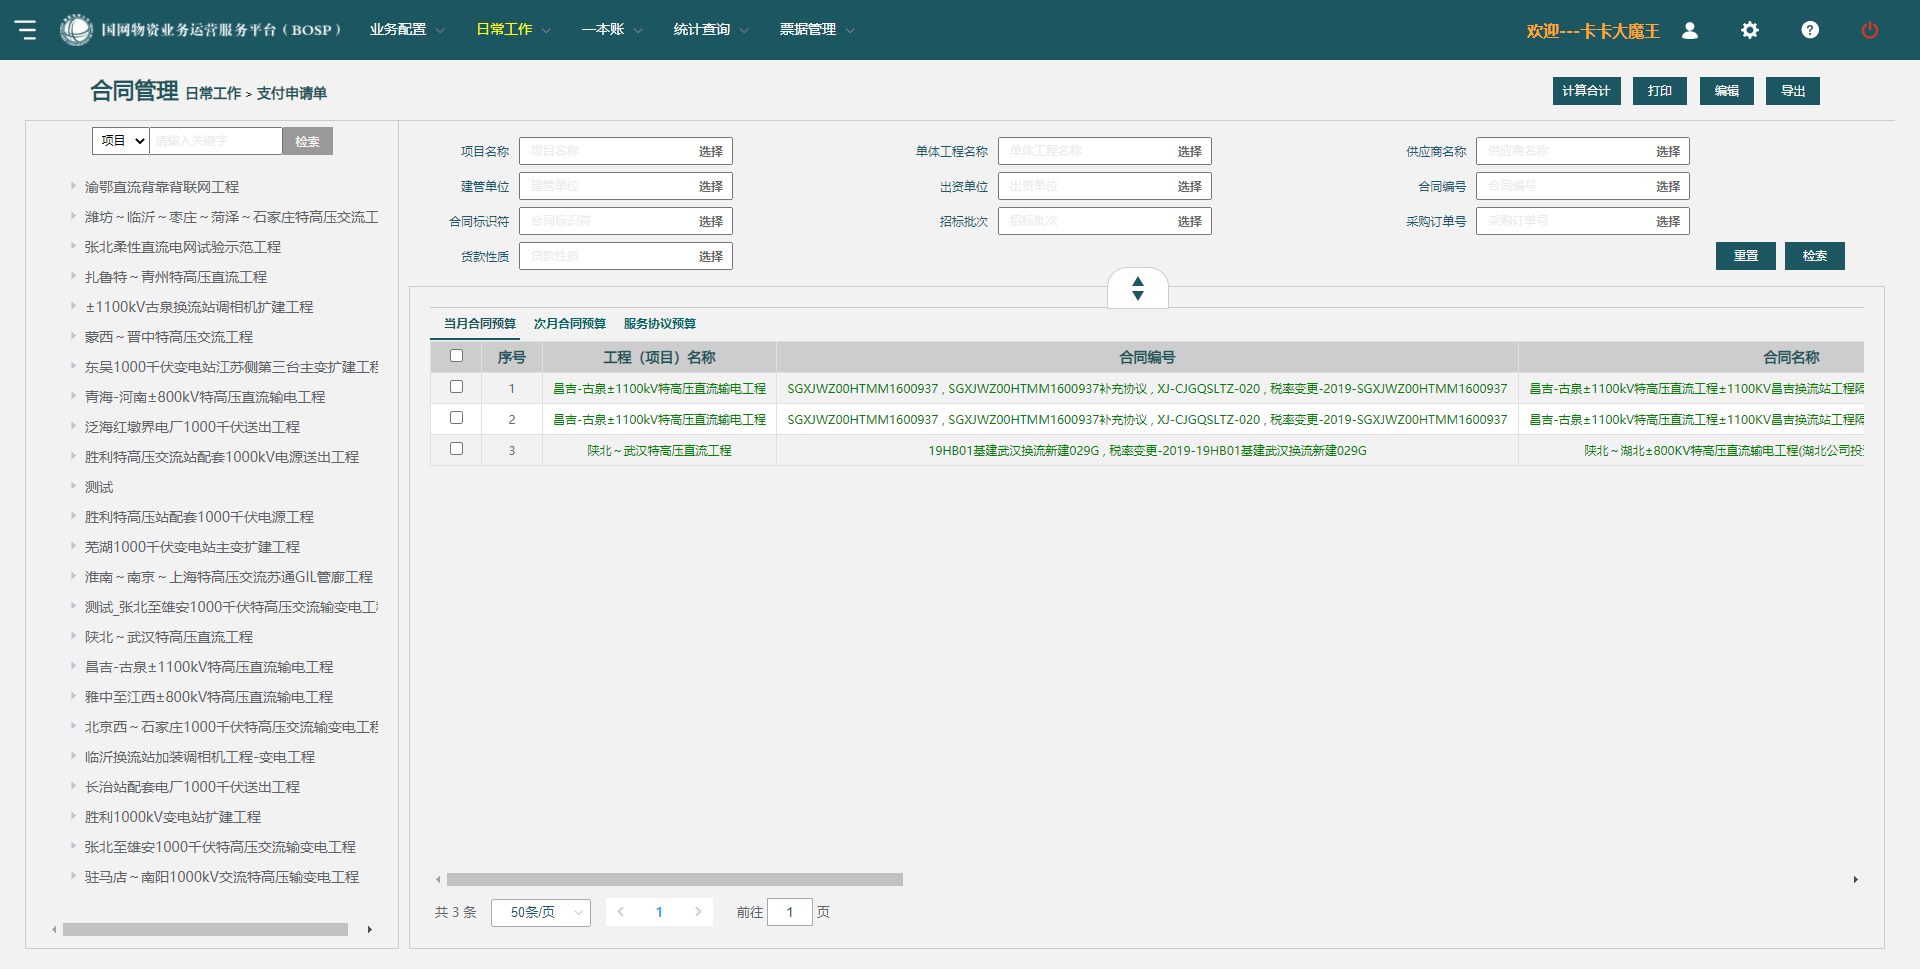 国网物资业务运营服务平台（BOSP） 业务配置 日常工作 一本账 统计查询 票据管理 欢迎---卡卡大魔王
合同管理 日常工作 > 支付申请单 计算合计 打印 编辑 导出
项目 请输入关键字 检索
渝鄂直流背靠背联网工程
潍坊～临沂～枣庄～菏泽～石家庄特高压交流工
张北柔性直流电网试验示范工程
扎鲁特～青州特高压直流工程
±1100kV古泉换流站调相机扩建工程
蒙西～晋中特高压交流工程
东吴1000千伏变电站江苏侧第三台主变扩建工程
青海-河南±800kV特高压直流输电工程
泛海红墩界电厂1000千伏送出工程
胜利特高压交流站配套1000kV电源送出工程
测试
胜利特高压站配套1000千伏电源工程
芜湖1000千伏变电站主变扩建工程
淮南～南京～上海特高压交流苏通GIL管廊工程
测试_张北至雄安1000千伏特高压交流输变电工
陕北～武汉特高压直流工程
昌吉-古泉±1100kV特高压直流输电工程
雅中至江西±800kV特高压直流输电工程
北京西～石家庄1000千伏特高压交流输变电工程
临沂换流站加装调相机工程-变电工程
长治站配套电厂1000千伏送出工程
胜利1000kV变电站扩建工程
张北至雄安1000千伏特高压交流输变电工程
驻马店～南阳1000kV交流特高压输变电工程
项目名称 项目名称 选择 单体工程名称 单体工程名称 选择 供应商名称 供应商名称 选择
建管单位 建管单位 选择 出资单位 出资单位 选择 合同编号 合同编号 选择
合同标识符 合同标识符 选择 招标批次 招标批次 选择 采购订单号 采购订单号 选择
货款性质 货款性质 选择 重置 检索
当月合同预算 次月合同预算 服务协议预算
序号 工程（项目）名称 合同编号 合同名称
1 昌吉-古泉±1100kV特高压直流输电工程 SGXJWZ00HTMM1600937 , SGXJWZ00HTMM1600937补充协议 , XJ-CJGQSLTZ-020 , 税率变更-2019-SGXJWZ00HTMM1600937 昌吉-古泉±1100kV特高压直流工程±1100KV昌吉换流站工程隔
2 昌吉-古泉±1100kV特高压直流输电工程 SGXJWZ00HTMM1600937 , SGXJWZ00HTMM1600937补充协议 , XJ-CJGQSLTZ-020 , 税率变更-2019-SGXJWZ00HTMM1600937 昌吉-古泉±1100kV特高压直流工程±1100KV昌吉换流站工程隔
3 陕北～武汉特高压直流工程 19HB01基建武汉换流新建029G , 税率变更-2019-19HB01基建武汉换流新建029G 陕北～湖北±800KV特高压直流输电工程(湖北公司投
共 3 条 50条/页 1 前往 1 页